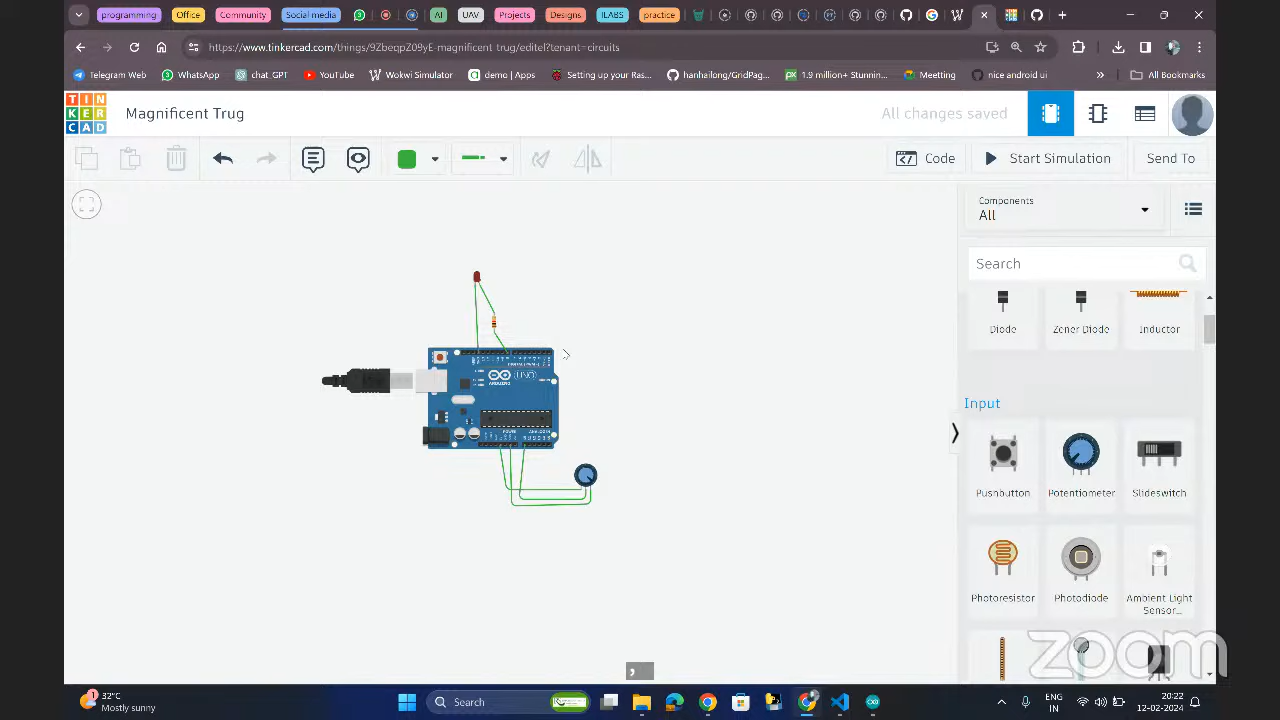 programming
Office
Community
Social media
AI
UAV
Projects
Designs
ILABS
practice
https://www.tinkercad.com/things/9ZbeqpZ09yE-magnificent_trug/editel?tenant=circuits
Telegram Web
WhatsApp
chat_GPT
YouTube
Wokwi Simulator
demo | Apps
Setting up your Ras...
hanhailong/GridPag...
1.9 million+ Stunnin...
Meetting
nice android ui
All Bookmarks
TIN
KER
CAD
Magnificent Trug
All changes saved
Code
Start Simulation
Send To
Components
All
Search
Diode
Zener Diode
Inductor
Input
Pushbutton
Potentiometer
Slideswitch
Photoresistor
Photodiode
Ambient Light
Sensor...
UNO
ARDUINO
POWER
zoom
32°C
Mostly sunny
Search
ENG
IN
20:22
12-02-2024